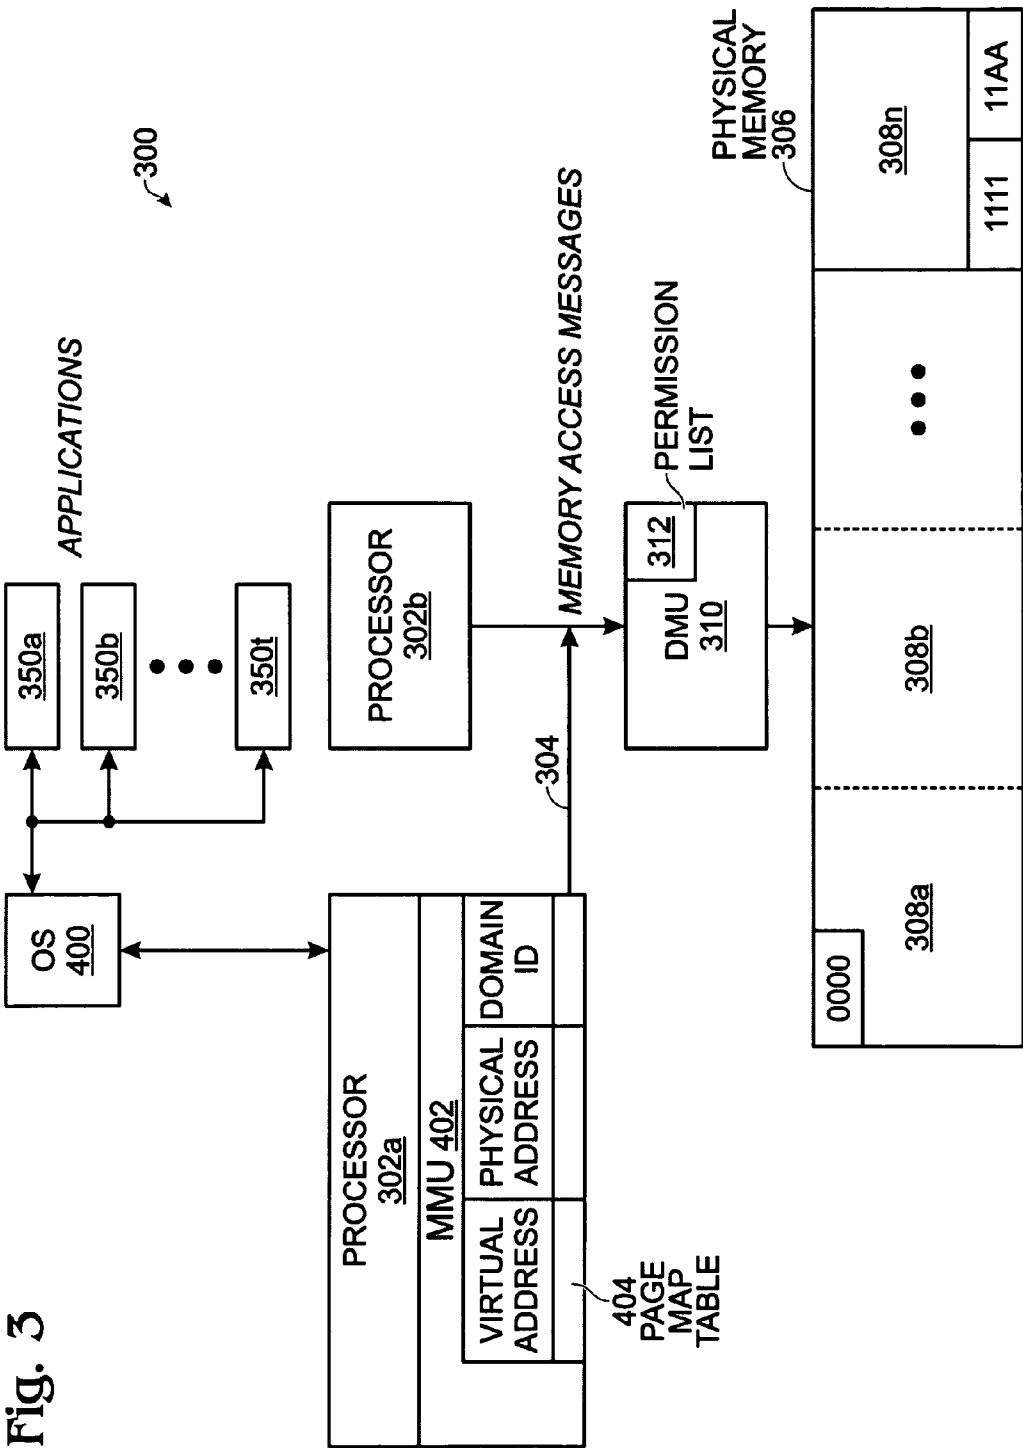 Fig. 3
300
APPLICATIONS
OS
400
350a
350b
350t
PROCESSOR
302a
MMU 402
VIRTUAL
ADDRESS
PHYSICAL
ADDRESS
DOMAIN
ID
404
PAGE
MAP
TABLE
PROCESSOR
302b
304
MEMORY ACCESS MESSAGES
DMU
310
312
PERMISSION
LIST
PHYSICAL
MEMORY
306
0000
308a
308b
308n
1111
11AA